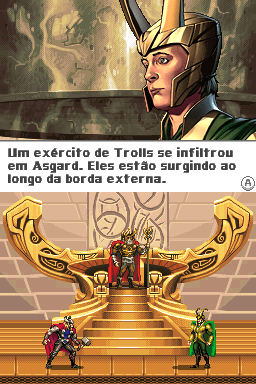 Um exército de Trolls se infiltrou
em Asgard. Eles estão surgindo ao
longo da borda externa.
A